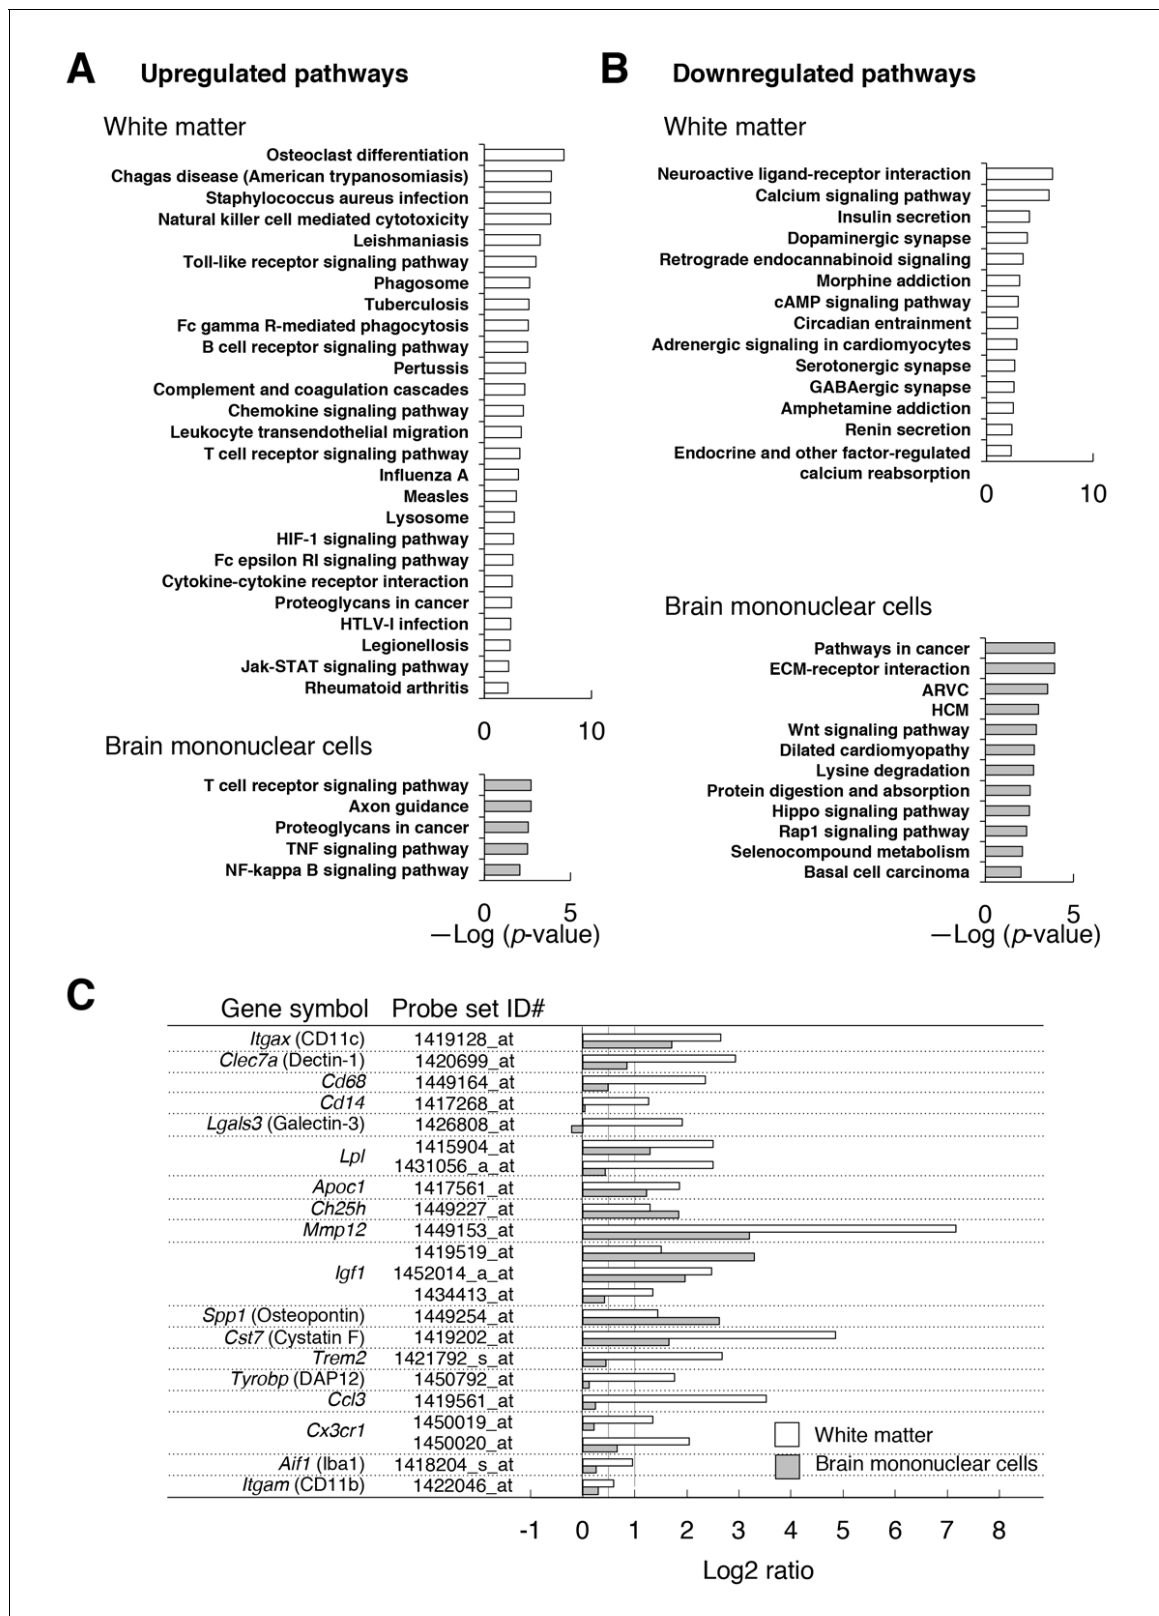 A Upregulated pathways
White matter
Osteoclast differentiation
Chagas disease (American trypanosomiasis)
Staphylococcus aureus infection
Natural killer cell mediated cytotoxicity
Leishmaniasis
Toll-like receptor signaling pathway
Phagosome
Tuberculosis
Fc gamma R-mediated phagocytosis
B cell receptor signaling pathway
Pertussis
Complement and coagulation cascades
Chemokine signaling pathway
Leukocyte transendothelial migration
T cell receptor signaling pathway
Influenza A
Measles
Lysosome
HIF-1 signaling pathway
Fc epsilon RI signaling pathway
Cytokine-cytokine receptor interaction
Proteoglycans in cancer
HTLV-I infection
Legionellosis
Jak-STAT signaling pathway
Rheumatoid arthritis
0 10
Brain mononuclear cells
T cell receptor signaling pathway
Axon guidance
Proteoglycans in cancer
TNF signaling pathway
NF-kappa B signaling pathway
0 5
—Log (p-value)
B Downregulated pathways
White matter
Neuroactive ligand-receptor interaction
Calcium signaling pathway
Insulin secretion
Dopaminergic synapse
Retrograde endocannabinoid signaling
Morphine addiction
cAMP signaling pathway
Circadian entrainment
Adrenergic signaling in cardiomyocytes
Serotonergic synapse
GABAergic synapse
Amphetamine addiction
Renin secretion
Endocrine and other factor-regulated
calcium reabsorption
0 10
Brain mononuclear cells
Pathways in cancer
ECM-receptor interaction
ARVC
HCM
Wnt signaling pathway
Dilated cardiomyopathy
Lysine degradation
Protein digestion and absorption
Hippo signaling pathway
Rap1 signaling pathway
Selenocompound metabolism
Basal cell carcinoma
0 5
—Log (p-value)
C
Gene symbol Probe set ID#
Itgax (CD11c) 1419128_at
Clec7a (Dectin-1) 1420699_at
Cd68 1449164_at
Cd14 1417268_at
Lgals3 (Galectin-3) 1426808_at
Lpl 1415904_at
1431056_a_at
Apoc1 1417561_at
Ch25h 1449227_at
Mmp12 1449153_at
1419519_at
Igf1 1452014_a_at
1434413_at
Spp1 (Osteopontin) 1449254_at
Cst7 (Cystatin F) 1419202_at
Trem2 1421792_s_at
Tyrobp (DAP12) 1450792_at
Ccl3 1419561_at
Cx3cr1 1450019_at
1450020_at
Aif1 (Iba1) 1418204_s_at
Itgam (CD11b) 1422046_at
White matter
Brain mononuclear cells
-1 0 1 2 3 4 5 6 7 8
Log2 ratio